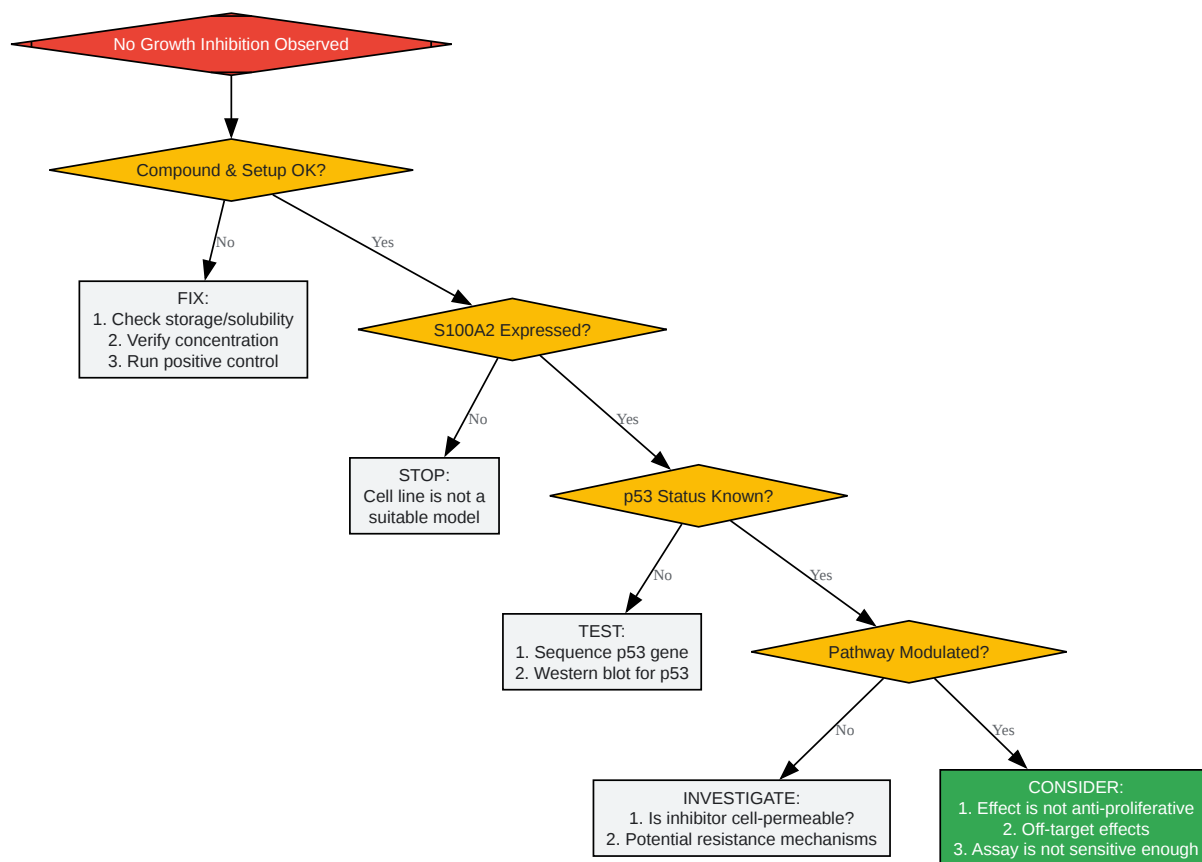 No Growth Inhibition Observed
Compound & Setup OK?
No
Yes
FIX:
1. Check storage/solubility
2. Verify concentration
3. Run positive control
S100A2 Expressed?
No
Yes
STOP:
Cell line is not a
suitable model
p53 Status Known?
No
Yes
TEST:
1. Sequence p53 gene
2. Western blot for p53
Pathway Modulated?
No
Yes
INVESTIGATE:
1. Is inhibitor cell-permeable?
2. Potential resistance mechanisms
CONSIDER:
1. Effect is not anti-proliferative
2. Off-target effects
3. Assay is not sensitive enough